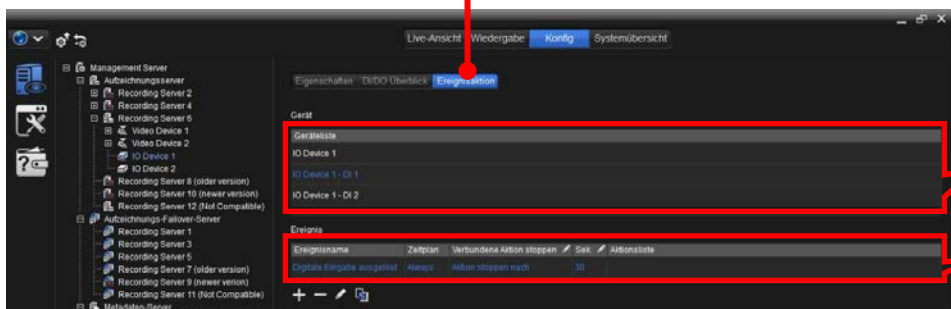 Live-Ansicht Wiedergabe Konfig Systemübersicht
Management Server
Aufzeichnungsserver
Recording Server 2
Recording Server 4
Recording Server 6
Video Device 1
Video Device 2
IO Device 1
IO Device 2
Recording Server 8 (older version)
Recording Server 10 (newer version)
Recording Server 12 (Not Compatible)
Aufzeichnungs-Failover-Server
Recording Server 1
Recording Server 3
Recording Server 5
Recording Server 7 (older version)
Recording Server 9 (newer verion)
Recording Server 11 (Not Compatible)
Metadaten-Server
Eigenschaften DI/DO Überblick Ereignisaktion
Gerät
Geräteliste
IO Device 1
IO Device 1 - DI 1
IO Device 1 - DI 2
Ereignis
Ereignisname Zeitplan Verbundene Aktion stoppen Sek. Aktionsliste
Digitale Eingabe ausgelöst Always Aktion stoppen nach 30